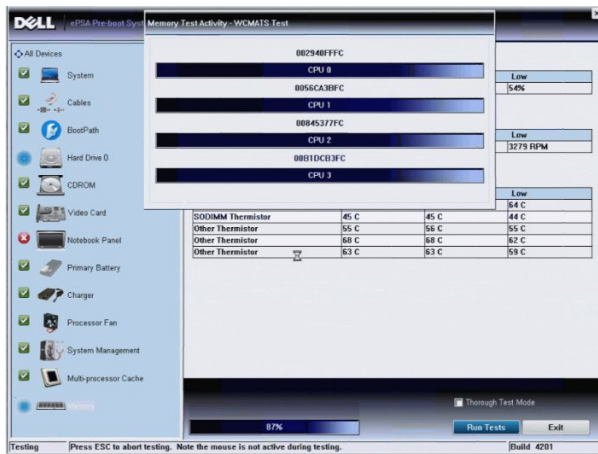 DELL ePSA Pre-boot Syst
Memory Test Activity - WCMATS Test
002940FFFC
CPU 0
0056CA3BFC
CPU 1
00845377FC
CPU 2
00B1DCB3FC
CPU 3
All Devices
System
Cables
BootPath
Hard Drive 0
CDROM
Video Card
Notebook Panel
Primary Battery
Charger
Processor Fan
System Management
Multi-processor Cache
Memory
Low
54%
Low
3279 RPM
Low
64 C
SODIMM Thermistor 45 C 45 C 44 C
Other Thermistor 55 C 56 C 55 C
Other Thermistor 68 C 68 C 62 C
Other Thermistor 63 C 63 C 59 C
Thorough Test Mode
87% Run Tests Exit
Testing Press ESC to abort testing. Note the mouse is not active during testing. Build 4201